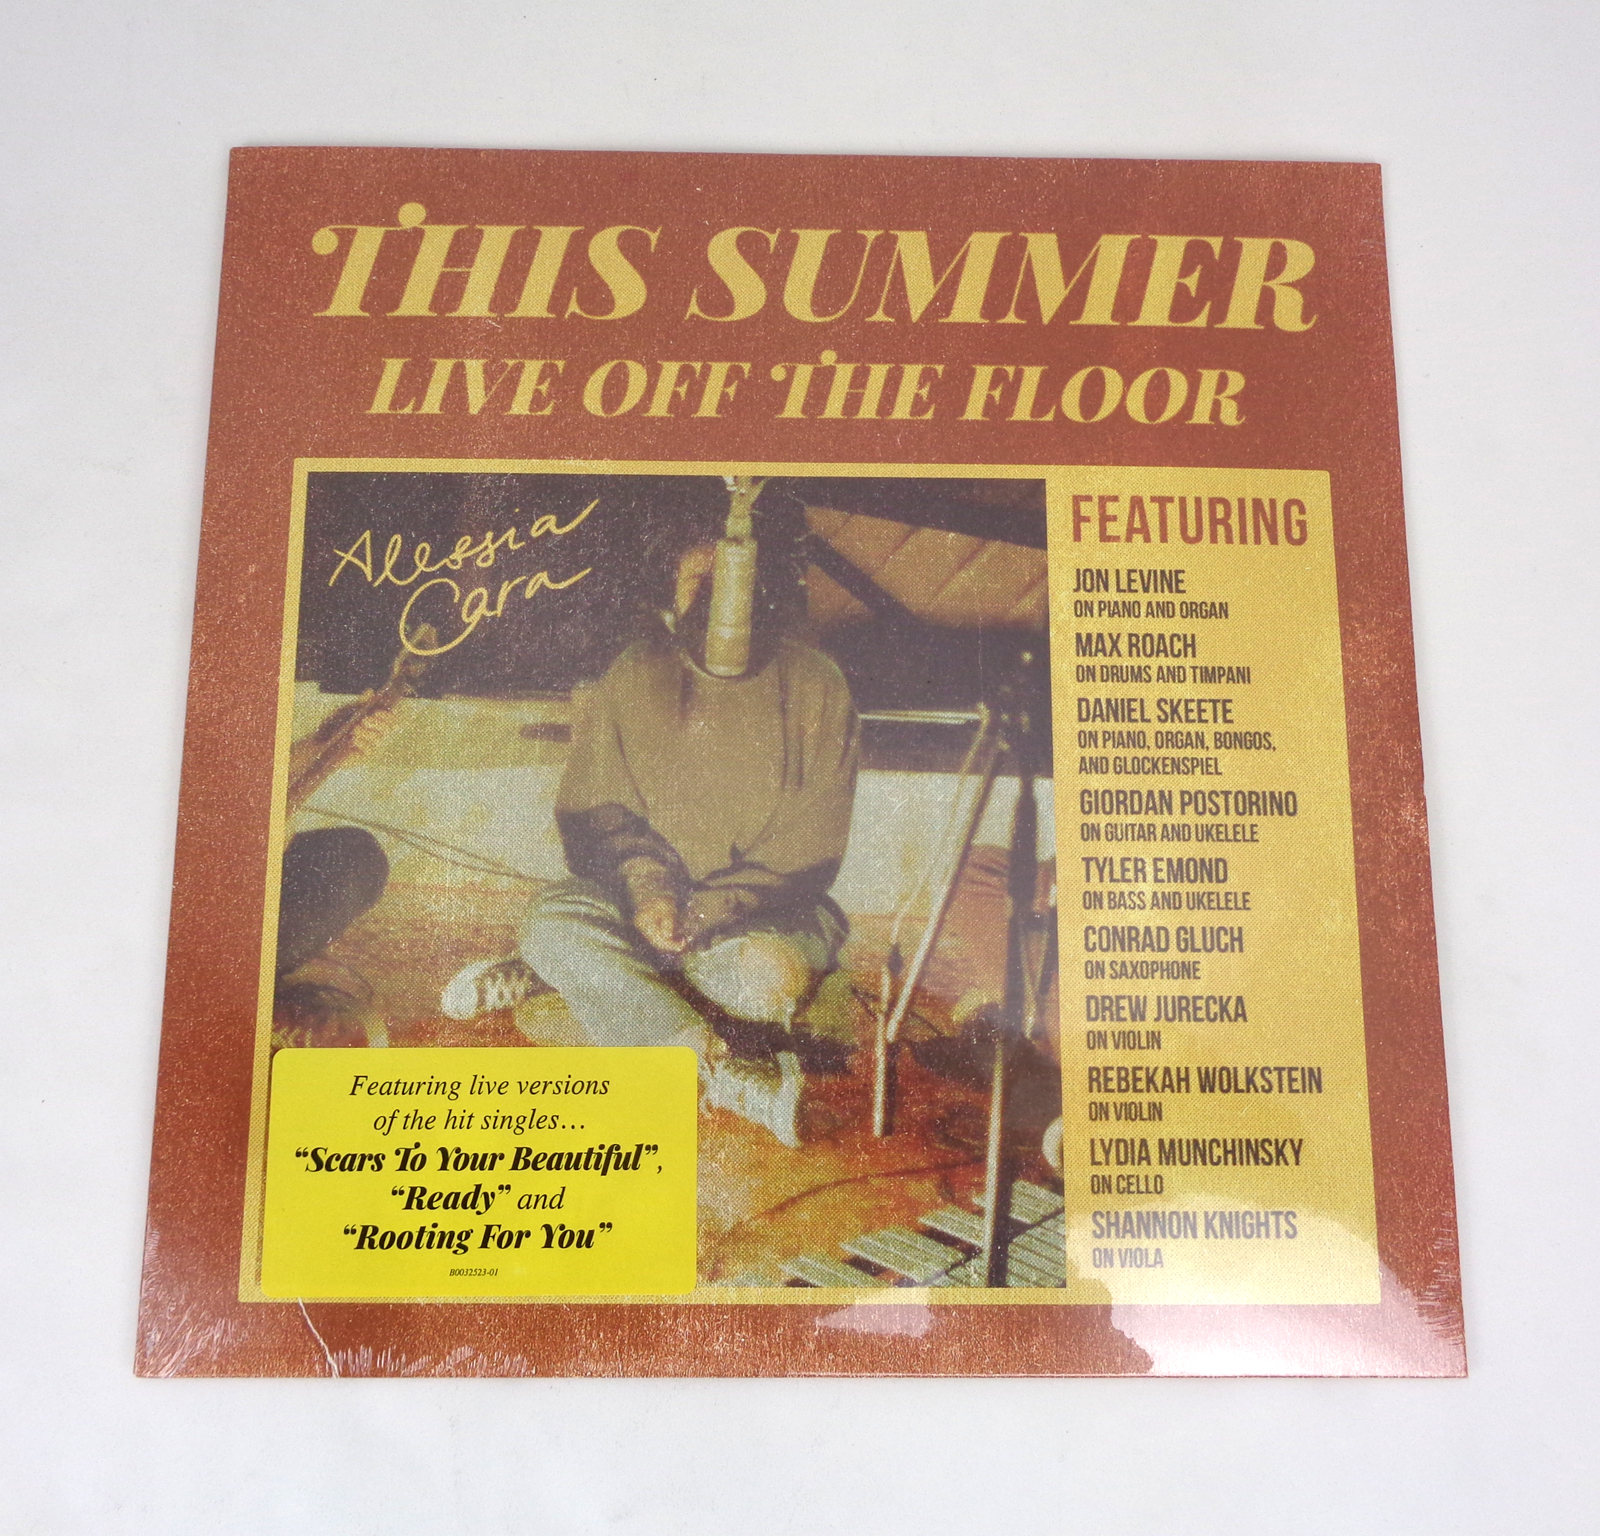 THIS SUMMER
LIVE OFF THE FLOOR
Alessia
Cara
FEATURING
JON LEVINE
ON PIANO AND ORGAN
MAX ROACH
ON DRUMS AND TIMPANI
DANIEL SKEETE
ON PIANO, ORGAN, BONGOS,
AND GLOCKENSPIEL
GIORDAN POSTORINO
ON GUITAR AND UKELELE
TYLER EMOND
ON BASS AND UKELELE
CONRAD GLUCH
ON SAXOPHONE
DREW JURECKA
ON VIOLIN
REBEKAH WOLKSTEIN
ON VIOLIN
LYDIA MUNCHINSKY
ON CELLO
SHANNON KNIGHTS
ON VIOLA
Featuring live versions
of the hit singles…
“Scars To Your Beautiful”,
“Ready” and
“Rooting For You”
B0032523-01